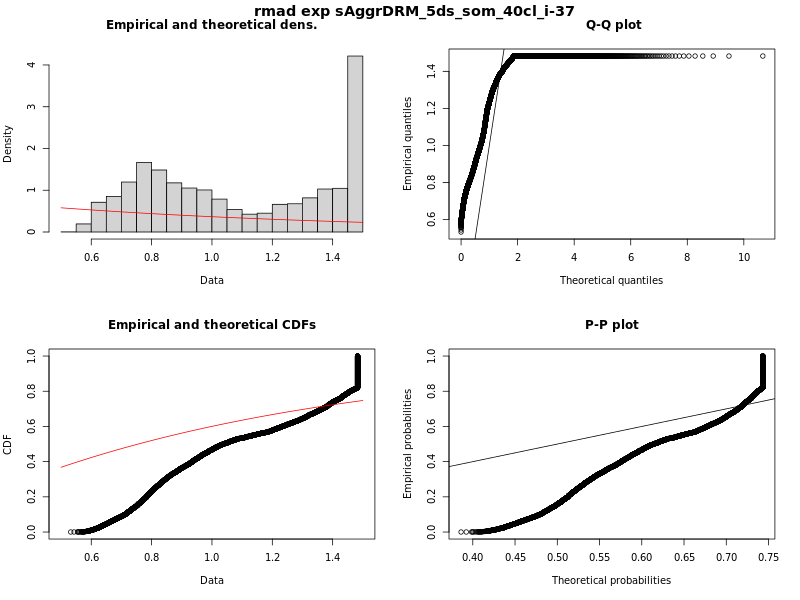 rmad exp sAggrDRM_5ds_som_40cl_i-37
Empirical and theoretical dens.
Density
0 1 2 3 4
0.6 0.8 1.0 1.2 1.4
Data
Q-Q plot
Empirical quantiles
0.6 0.8 1.0 1.2 1.4
0 2 4 6 8 10
Theoretical quantiles
Empirical and theoretical CDFs
CDF
0.0 0.2 0.4 0.6 0.8 1.0
0.6 0.8 1.0 1.2 1.4
Data
P-P plot
Empirical probabilities
0.0 0.2 0.4 0.6 0.8 1.0
0.40 0.45 0.50 0.55 0.60 0.65 0.70 0.75
Theoretical probabilities